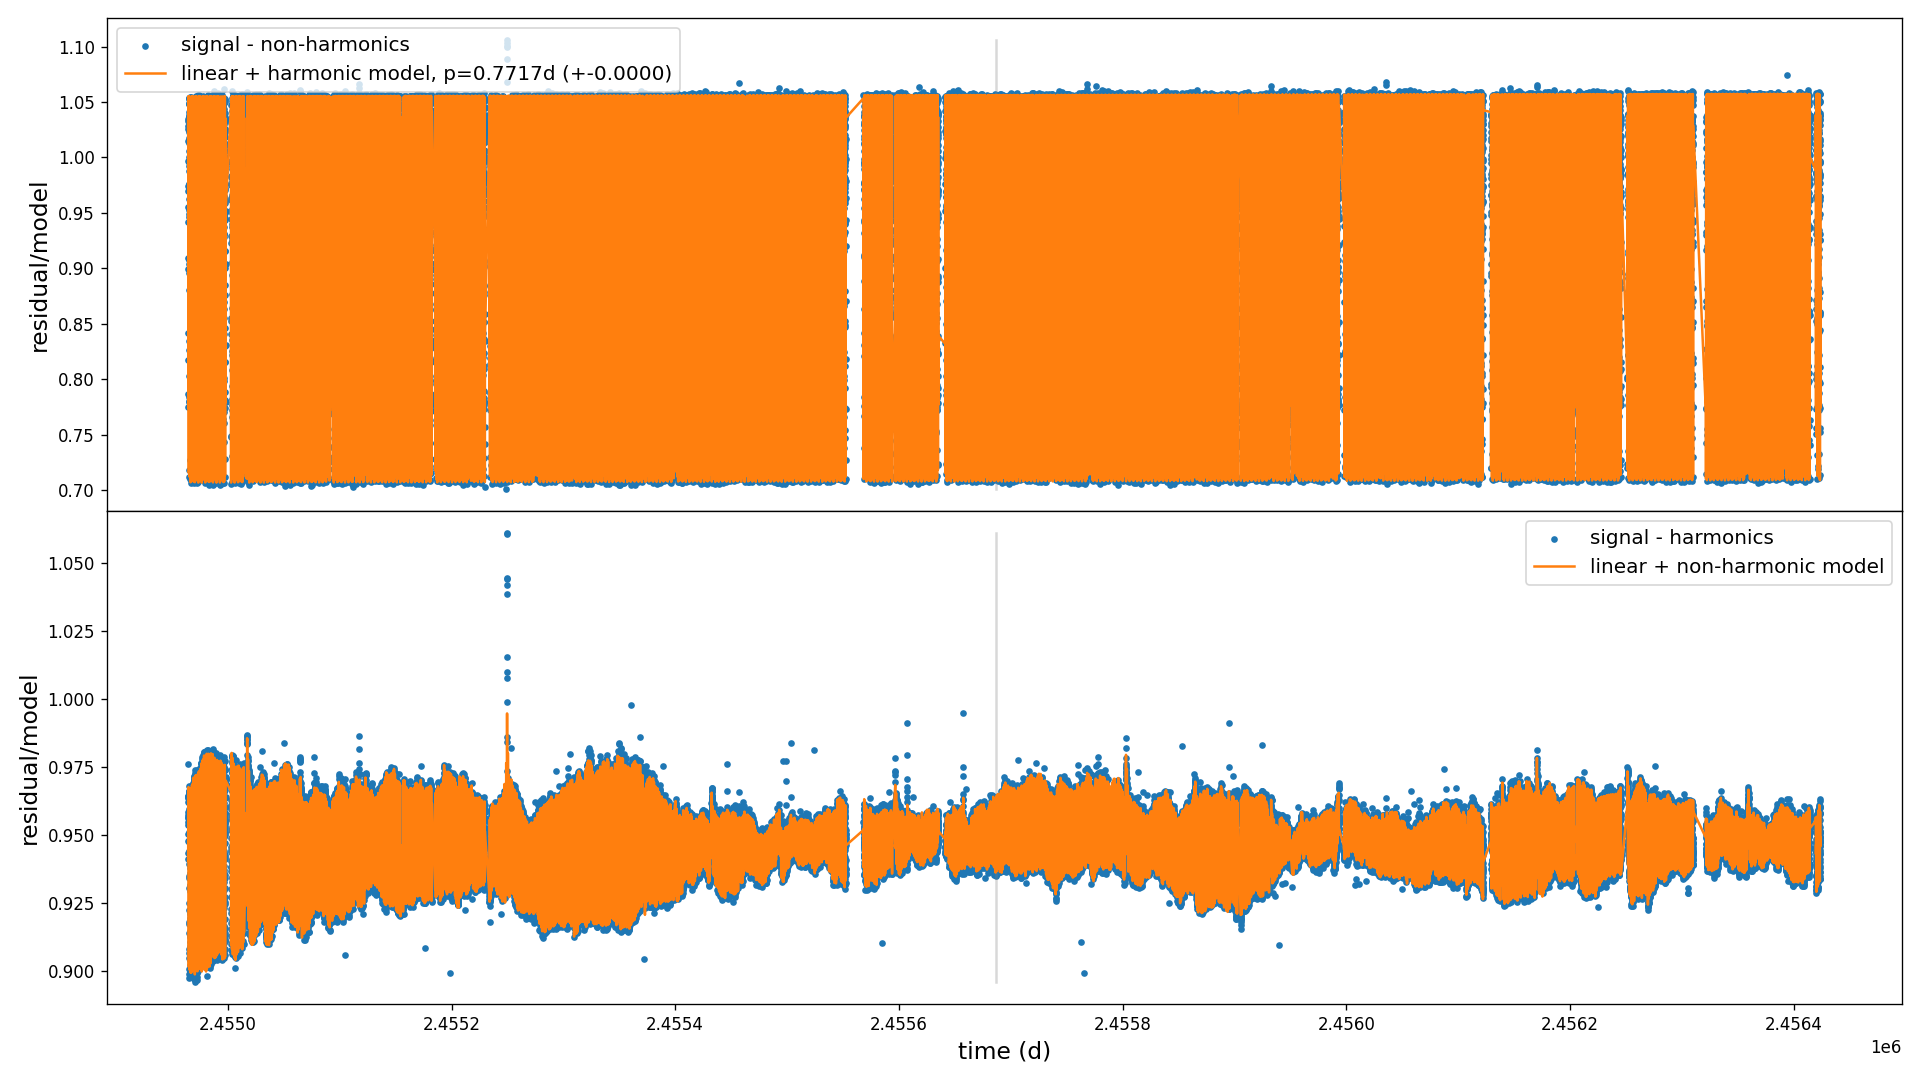 signal - non-harmonics
linear + harmonic model, p=0.7717d (+-0.0000)
1.10
1.05
1.00
0.95
0.90
0.85
0.80
0.75
0.70
residual/model
signal - harmonics
linear + non-harmonic model
1.050
1.025
1.000
0.975
0.950
0.925
0.900
residual/model
2.4550 2.4552 2.4554 2.4556 2.4558 2.4560 2.4562 2.4564
1e6
time (d)